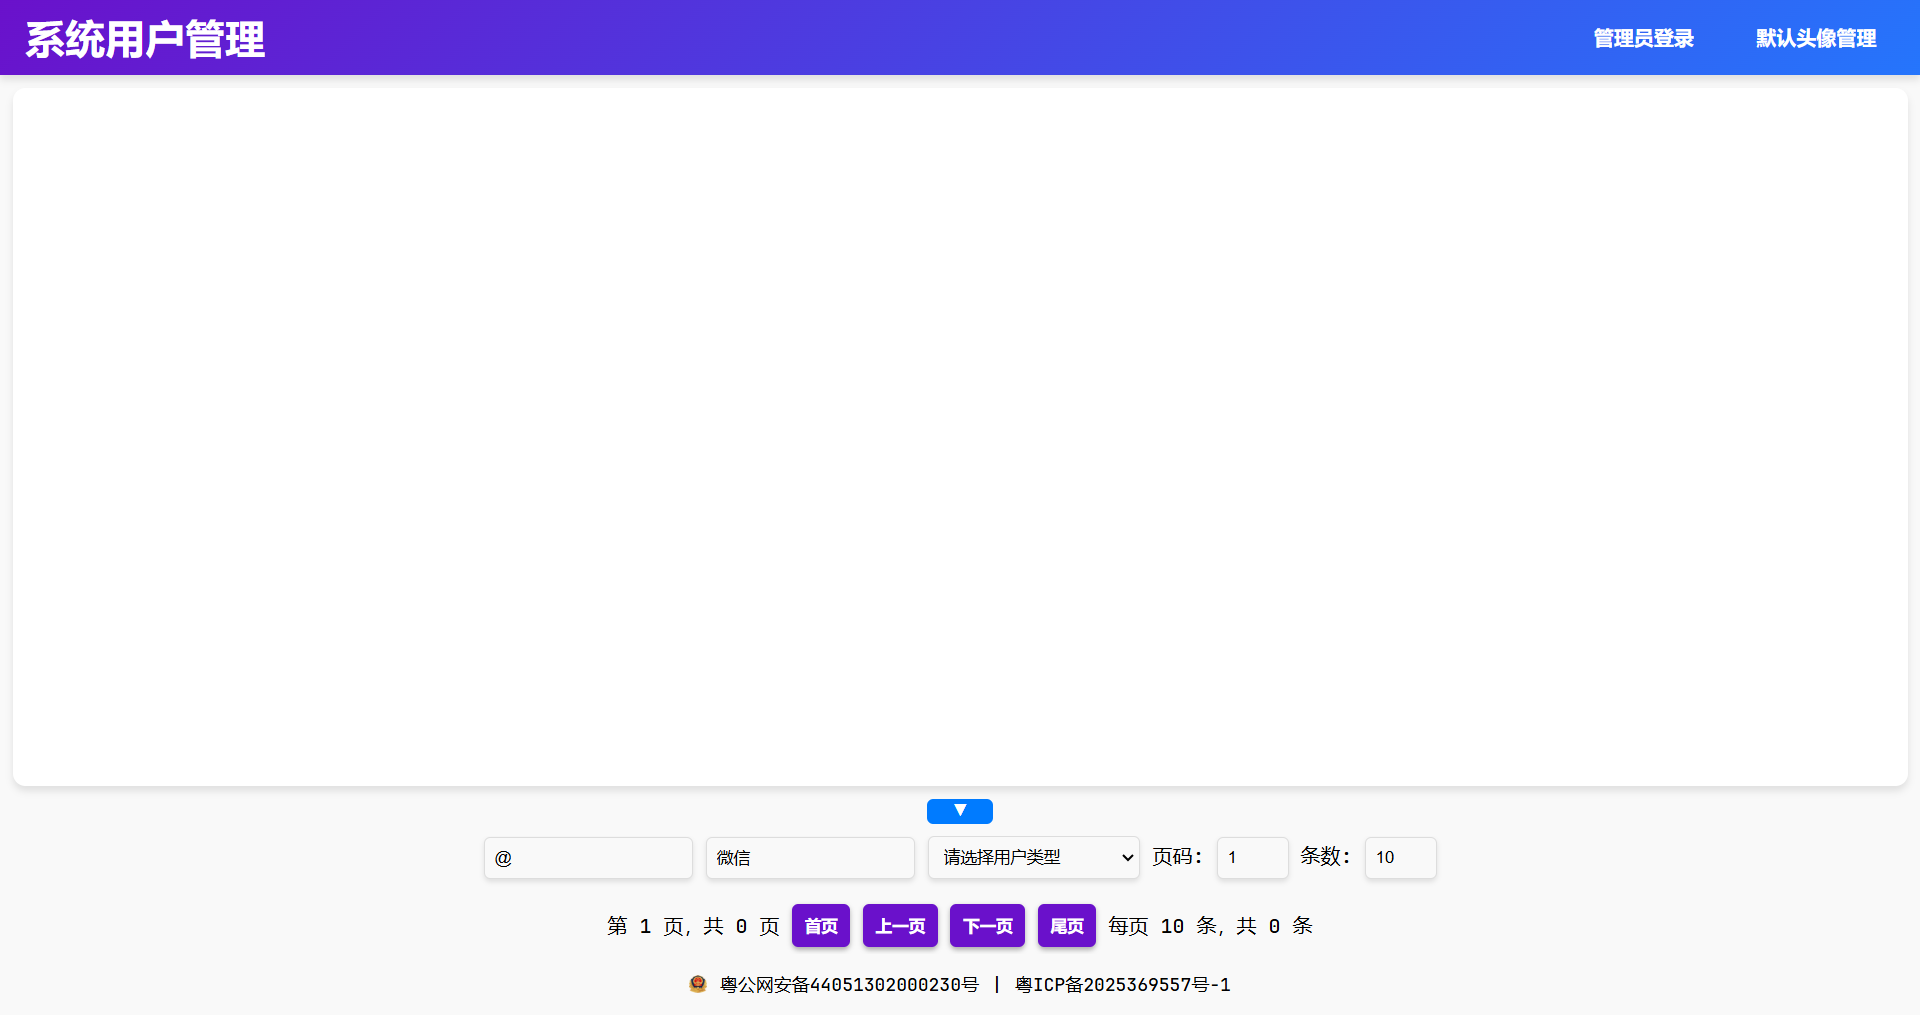 系统用户管理 管理员登录 默认头像管理
▼
@ 微信 请选择用户类型 页码： 1 条数： 10
第 1 页，共 0 页 首页 上一页 下一页 尾页 每页 10 条，共 0 条
粤公网安备44051302000230号 | 粤ICP备2025369557号-1